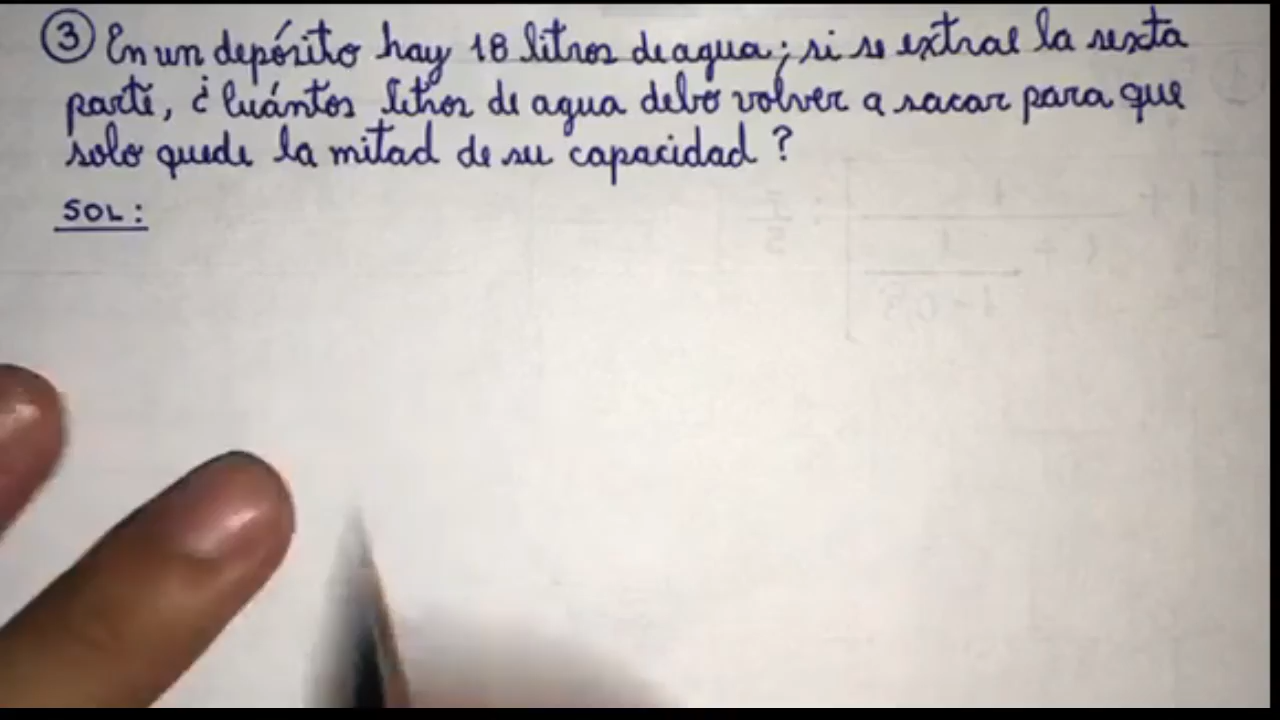 ③ En un depósito hay 18 litros de agua; si se extrae la sexta
parte, ¿Cuántos litros de agua debo volver a sacar para que
solo quede la mitad de su capacidad?
SOL: